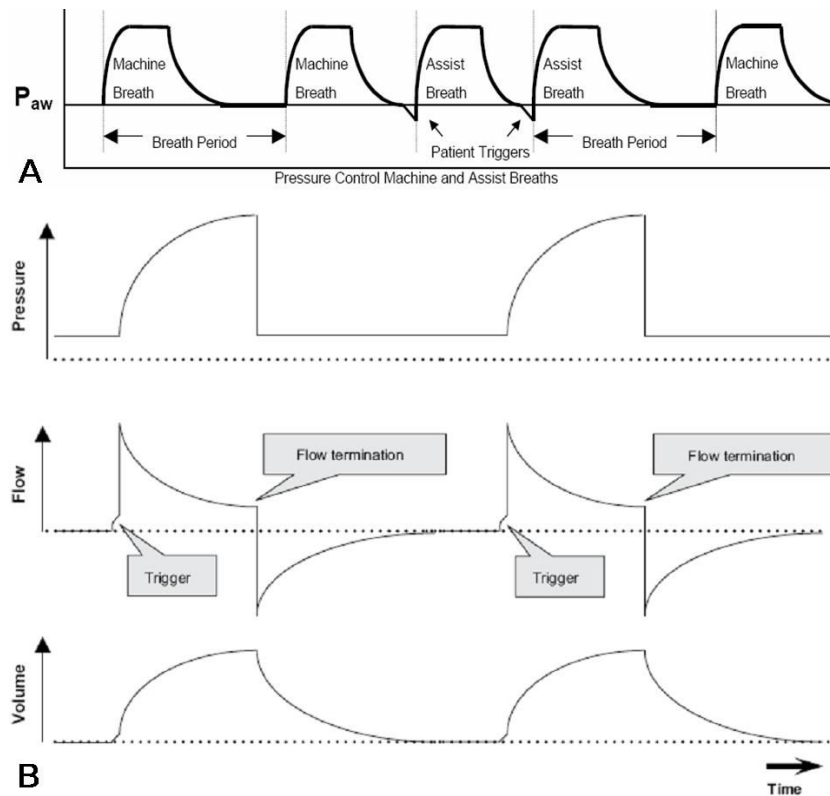 Machine Breath
Machine Breath
Assist Breath
Assist Breath
Machine Breath
Paw
Breath Period
Patient Triggers
Breath Period
A
Pressure Control Machine and Assist Breaths
Pressure
Flow
Flow termination
Flow termination
Trigger
Trigger
Volume
B
Time